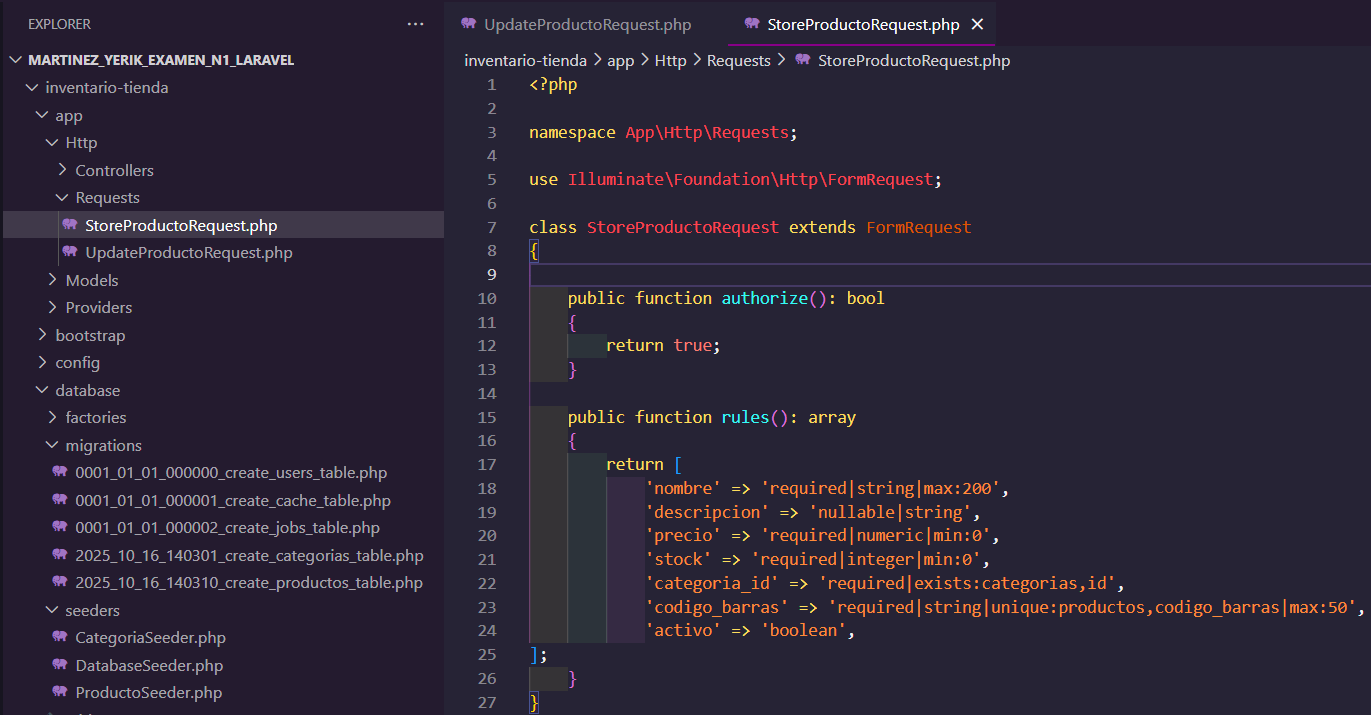 EXPLORER
...
MARTINEZ_YERIK_EXAMEN_N1_LARAVEL
inventario-tienda
app
Http
Controllers
Requests
StoreProductoRequest.php
UpdateProductoRequest.php
Models
Providers
bootstrap
config
database
factories
migrations
0001_01_01_000000_create_users_table.php
0001_01_01_000001_create_cache_table.php
0001_01_01_000002_create_jobs_table.php
2025_10_16_140301_create_categorias_table.php
2025_10_16_140310_create_productos_table.php
seeders
CategoriaSeeder.php
DatabaseSeeder.php
ProductoSeeder.php
UpdateProductoRequest.php StoreProductoRequest.php
inventario-tienda > app > Http > Requests > StoreProductoRequest.php
1 <?php
2
3 namespace App\Http\Requests;
4
5 use Illuminate\Foundation\Http\FormRequest;
6
7 class StoreProductoRequest extends FormRequest
8 {
9
10     public function authorize(): bool
11     {
12         return true;
13     }
14
15     public function rules(): array
16     {
17         return [
18             'nombre' => 'required|string|max:200',
19             'descripcion' => 'nullable|string',
20             'precio' => 'required|numeric|min:0',
21             'stock' => 'required|integer|min:0',
22             'categoria_id' => 'required|exists:categorias,id',
23             'codigo_barras' => 'required|string|unique:productos,codigo_barras|max:50',
24             'activo' => 'boolean',
25 ];
26     }
27 }